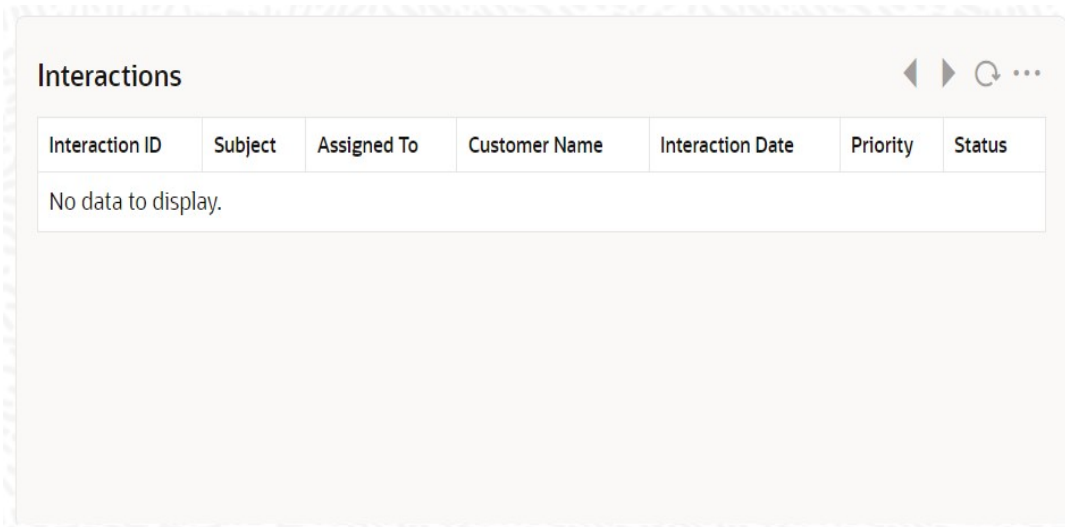 Interactions
Interaction ID Subject Assigned To Customer Name Interaction Date Priority Status
No data to display.